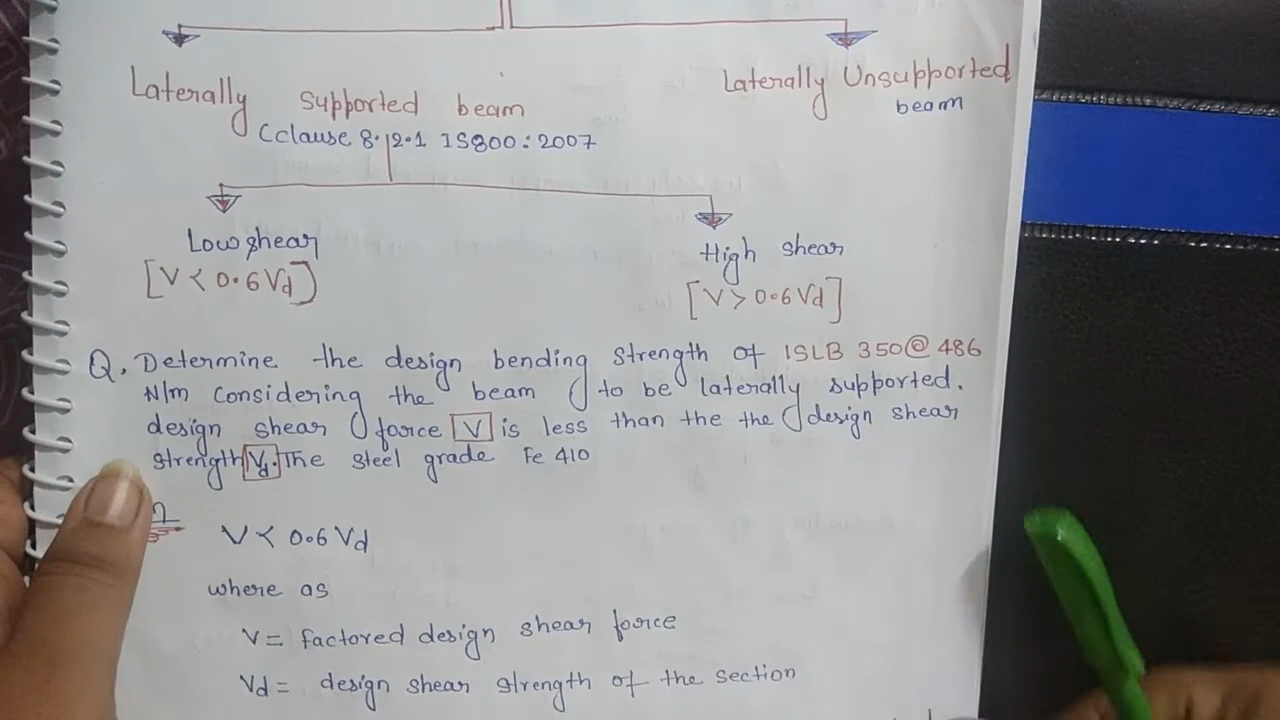 Laterally supported beam
Laterally Unsupported
beam
(clause 8.2.1 IS800:2007
Low shear
[V < 0.6 Vd]
High shear
[V > 0.6 Vd]
Q. Determine the design bending strength of ISLB 350@ 486
N/m considering the beam to be laterally supported.
design shear force V is less than the the design shear
strength Vd. The steel grade Fe 410
V < 0.6 Vd
where as
V = factored design shear force
Vd = design shear strength of the section